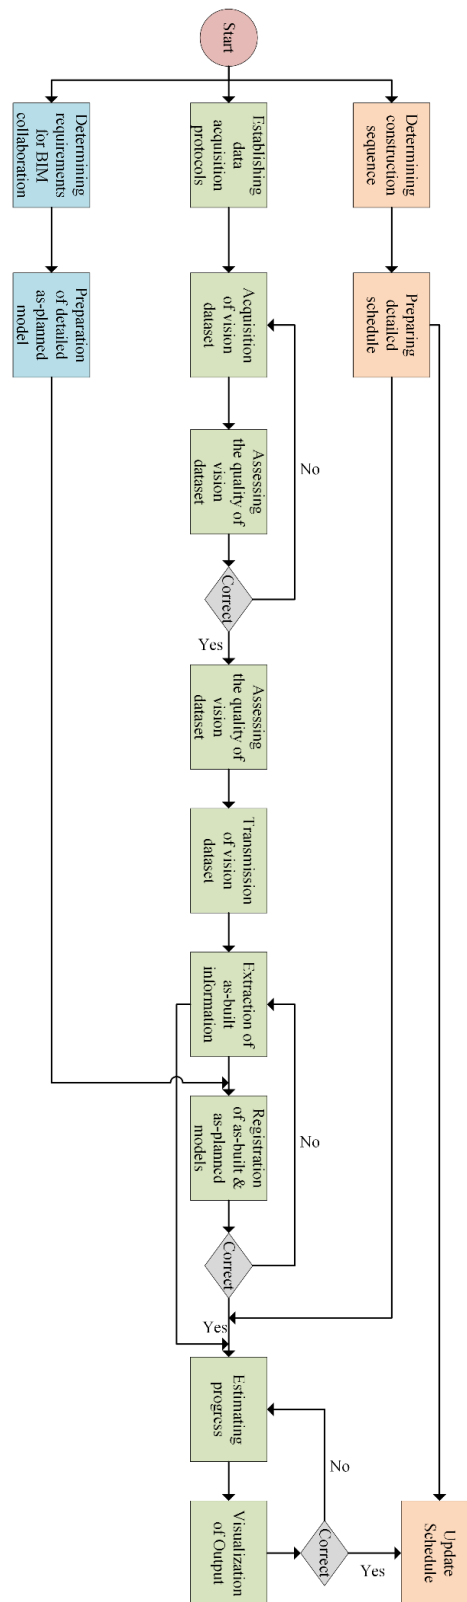 Start
Determining
construction
sequence
Preparing
detailed
schedule
Establishing
data
acquisition
protocols
Acquisition
of vision
dataset
No
Assessing
the quality of
vision
dataset
Correct
Yes
Assessing
the quality of
vision
dataset
Transmission
of vision
dataset
Extraction of
as-built
information
No
Registration
of as-built &
as-planned
models
Correct
Yes
Estimating
progress
No
Visualization
of Output
Correct
Yes
Update
Schedule
Determining
requirements
for BIM
collaboration
Preparation
of detailed
as-planned
model